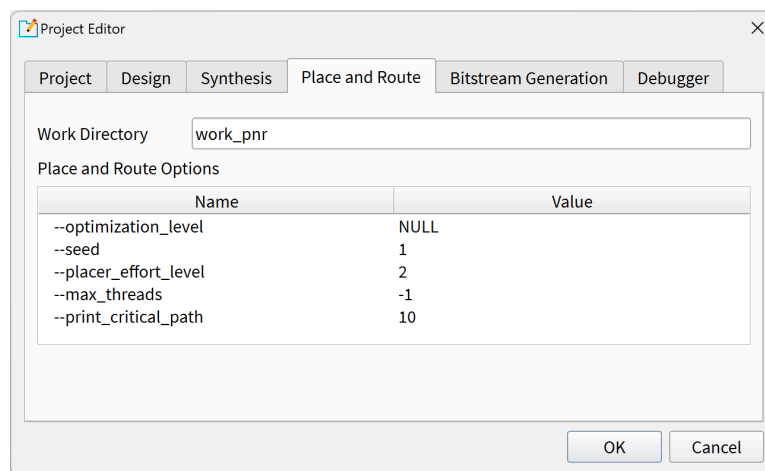 Project Editor
Project Design Synthesis Place and Route Bitstream Generation Debugger
Work Directory work_pnr
Place and Route Options
Name Value
--optimization_level NULL
--seed 1
--placer_effort_level 2
--max_threads -1
--print_critical_path 10
OK Cancel